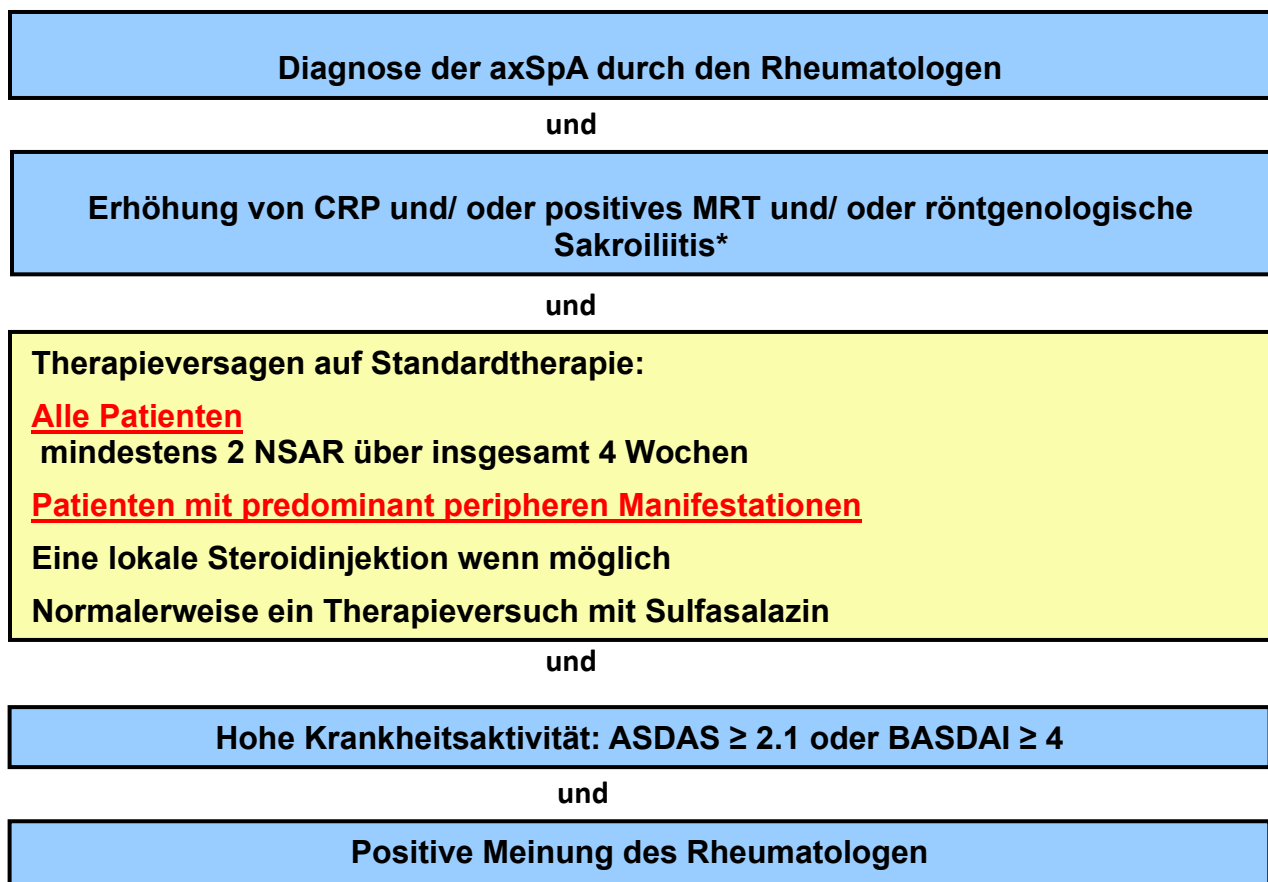 Diagnose der axSpA durch den Rheumatologen
und
Erhöhung von CRP und/ oder positives MRT und/ oder röntgenologische
Sakroiliitis*
und
Therapieversagen auf Standardtherapie:
Alle Patienten
mindestens 2 NSAR über insgesamt 4 Wochen
Patienten mit predominant peripheren Manifestationen
Eine lokale Steroidinjektion wenn möglich
Normalerweise ein Therapieversuch mit Sulfasalazin
und
Hohe Krankheitsaktivität: ASDAS ≥ 2.1 oder BASDAI ≥ 4
und
Positive Meinung des Rheumatologen